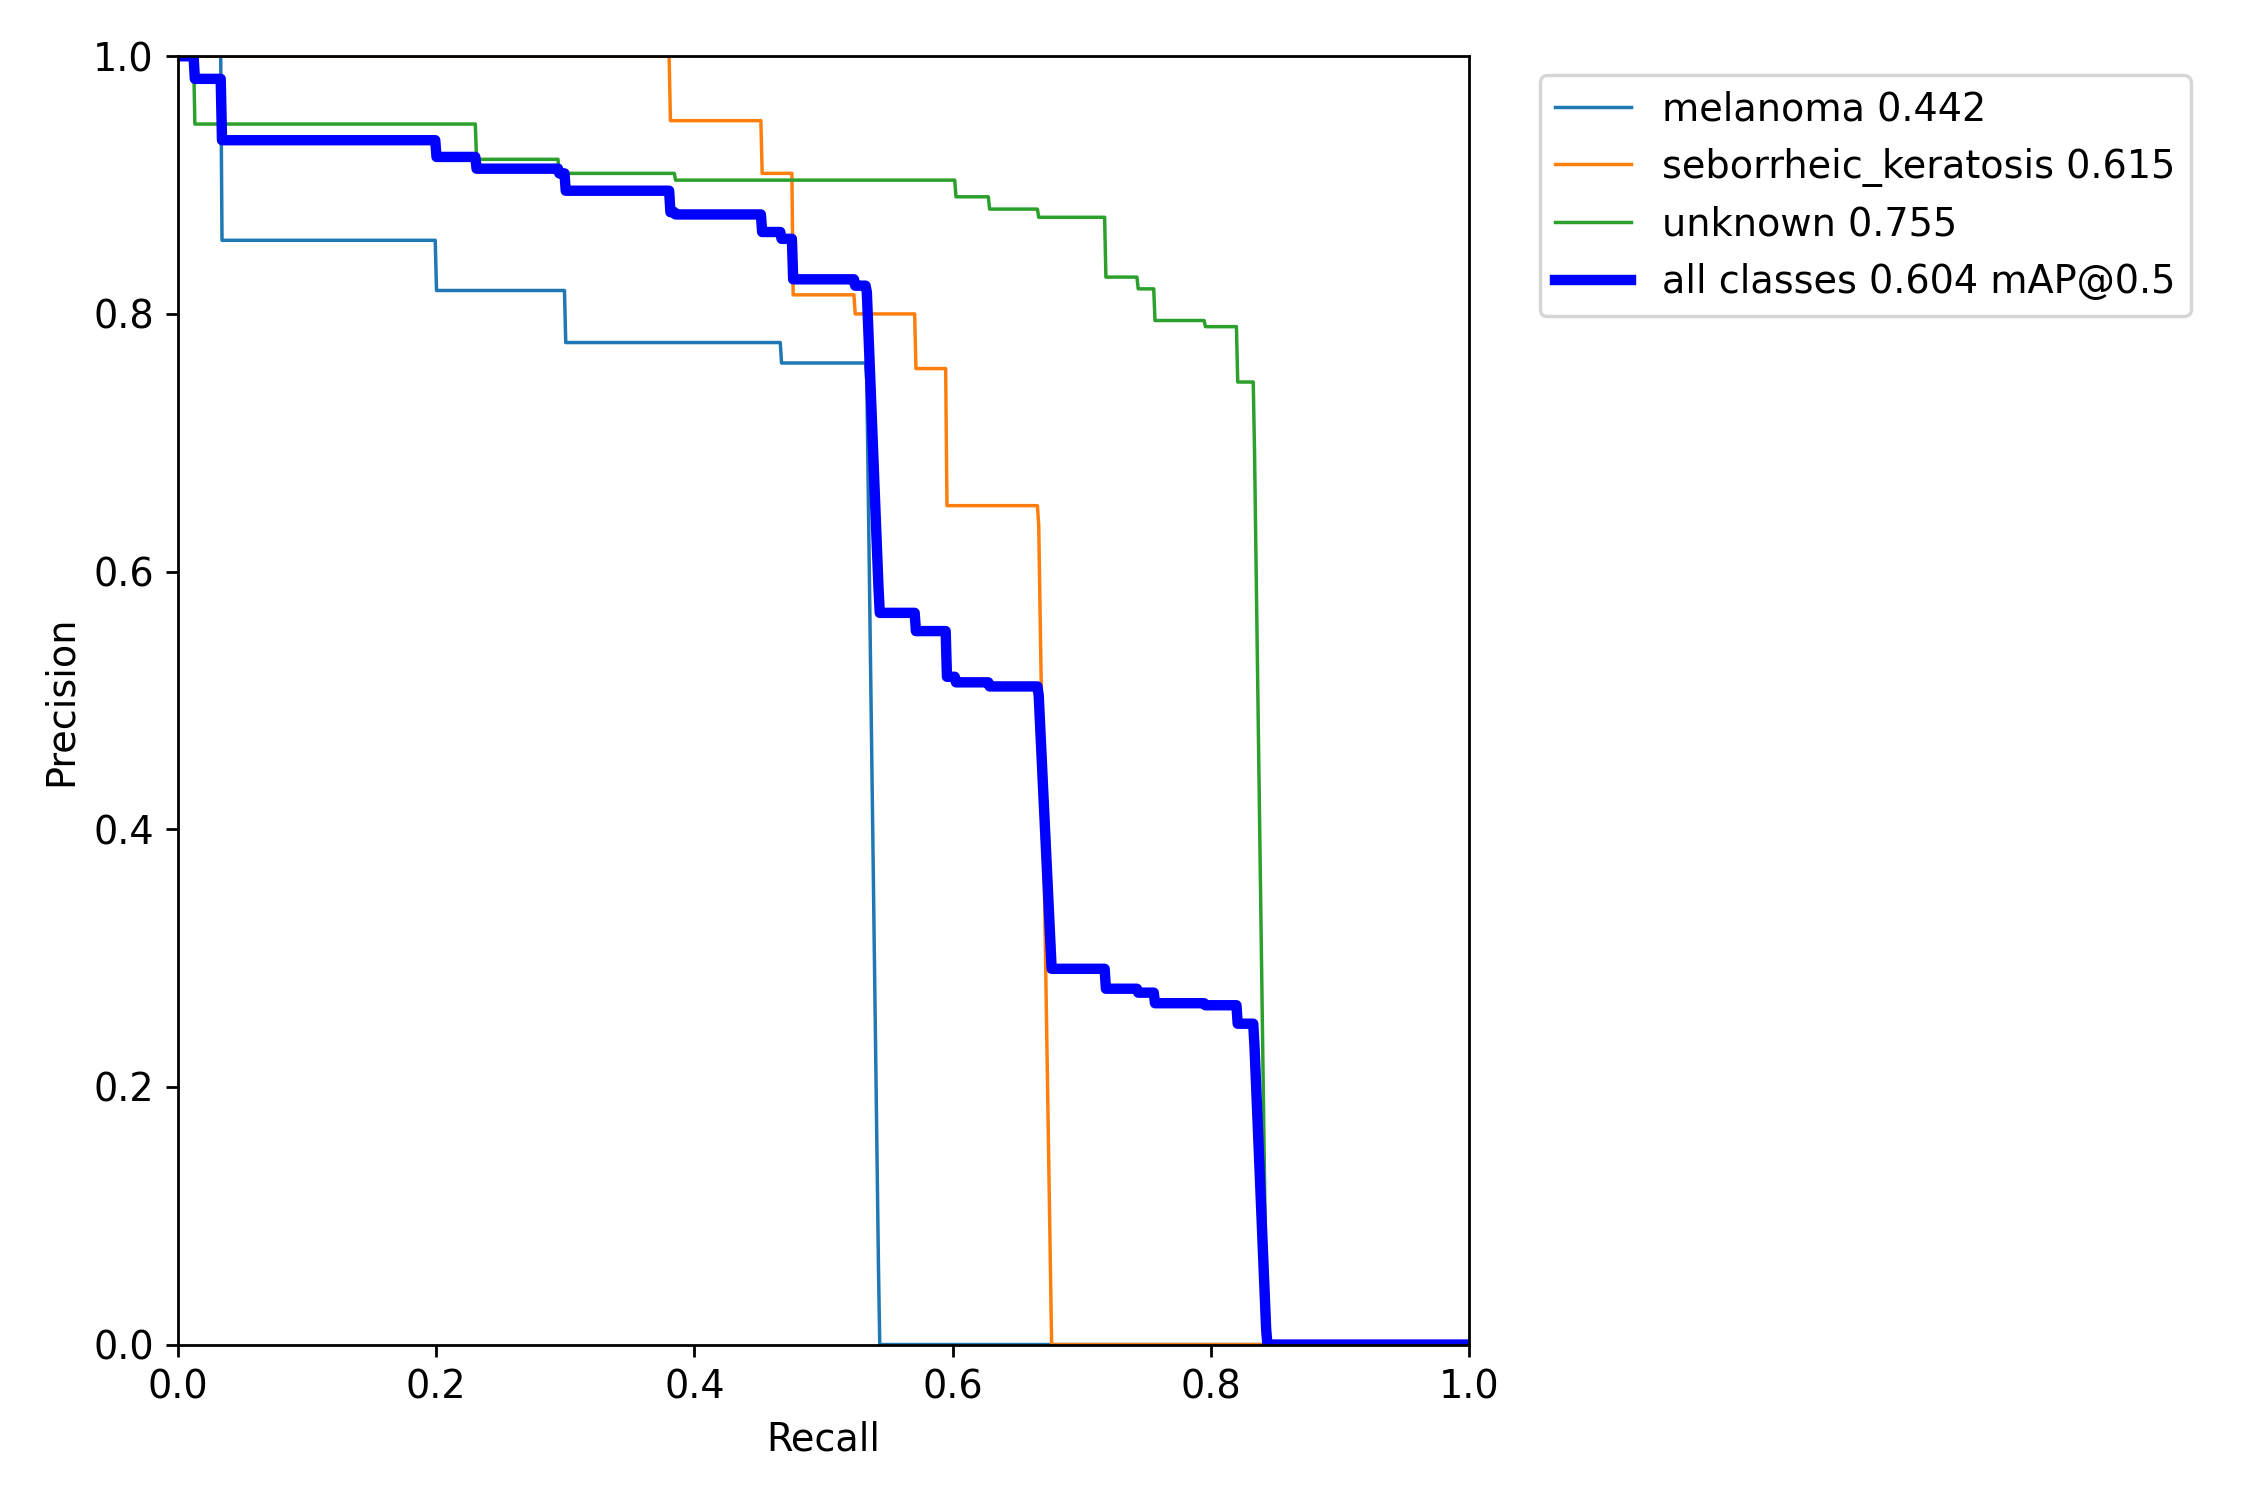 1.0
0.8
0.6
0.4
0.2
0.0
Precision
0.0 0.2 0.4 0.6 0.8 1.0
Recall
melanoma 0.442
seborrheic_keratosis 0.615
unknown 0.755
all classes 0.604 mAP@0.5